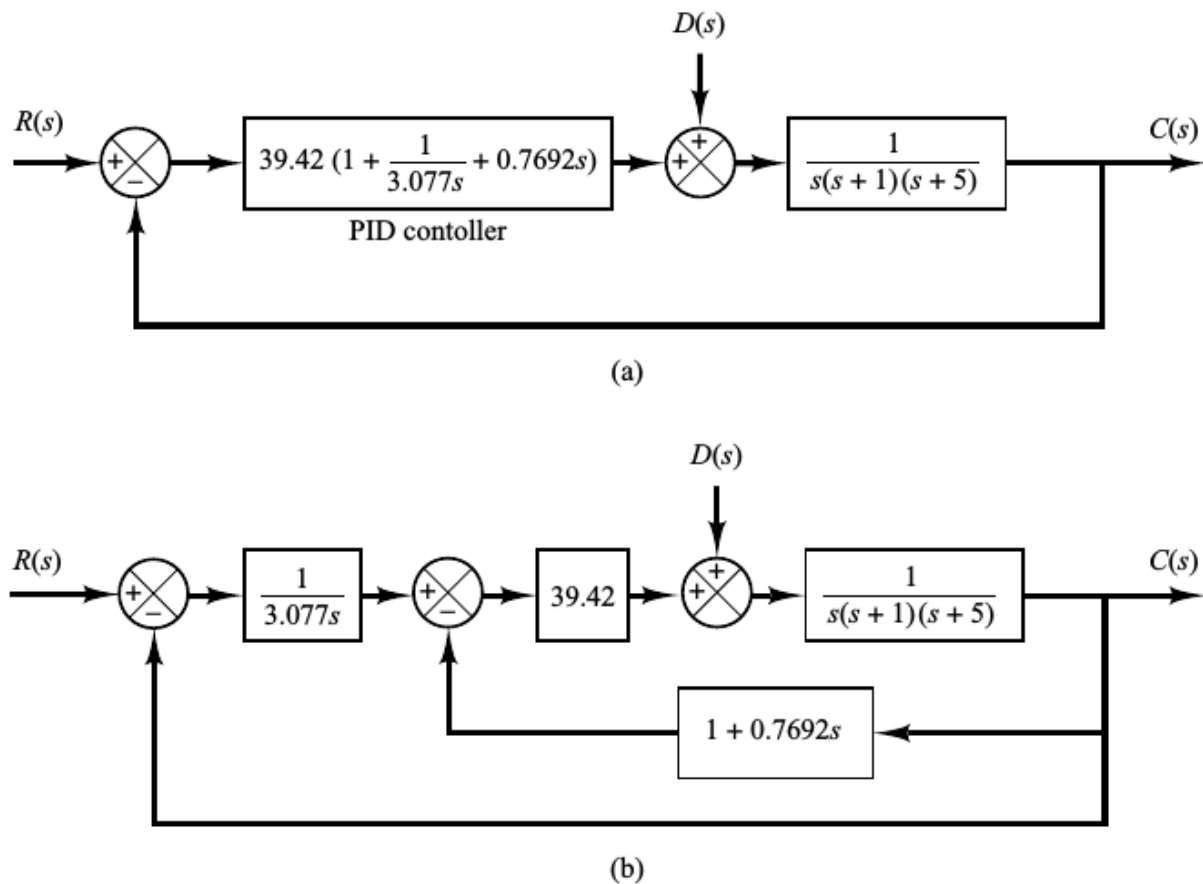 D(s)
R(s)
C(s)
+
−
39.42 (1 + 1/3.077s + 0.7692s)
+
+
1/s(s + 1)(s + 5)
PID contoller
(a)
D(s)
R(s)
C(s)
+
−
1/3.077s
+
−
39.42
+
+
1/s(s + 1)(s + 5)
1 + 0.7692s
(b)